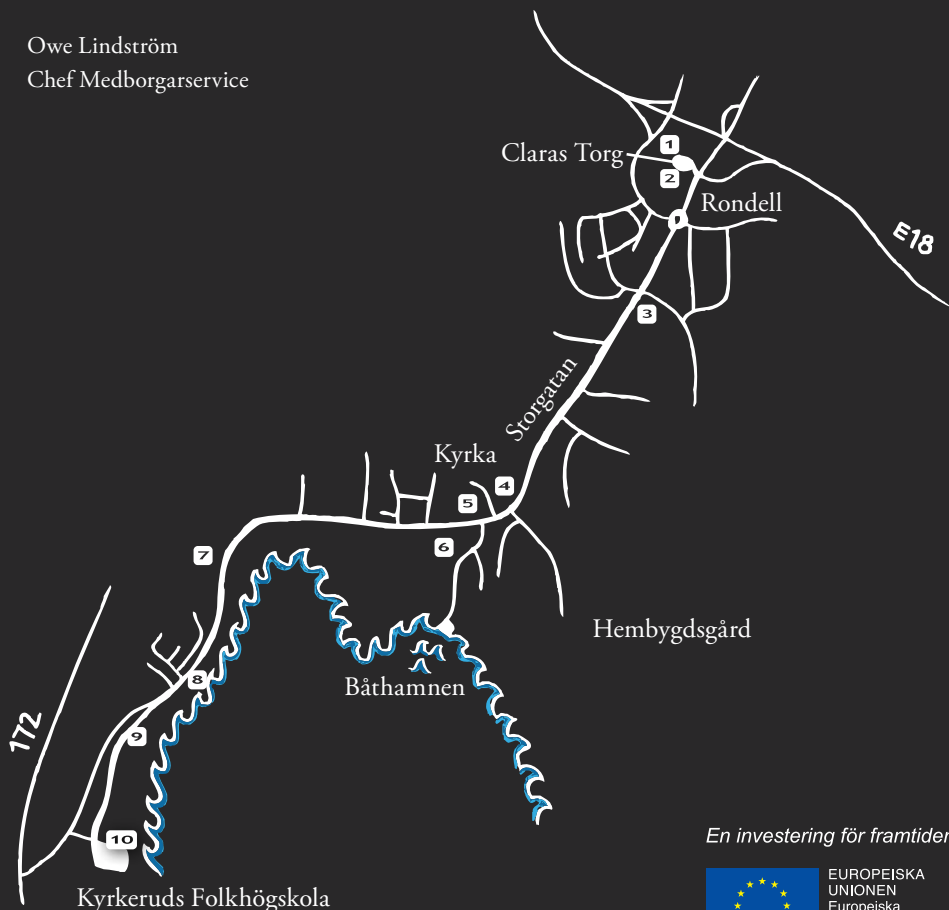 Owe Lindström
Chef Medborgarservice
1
Claras Torg
2
Rondell
E18
3
Storgatan
Kyrka
4
5
6
7
Hembygdsgård
Båthamnen
8
172
9
10
En investering för framtiden
EUROPEISKA
UNIONEN
Europeiska
Kyrkeruds Folkhögskola